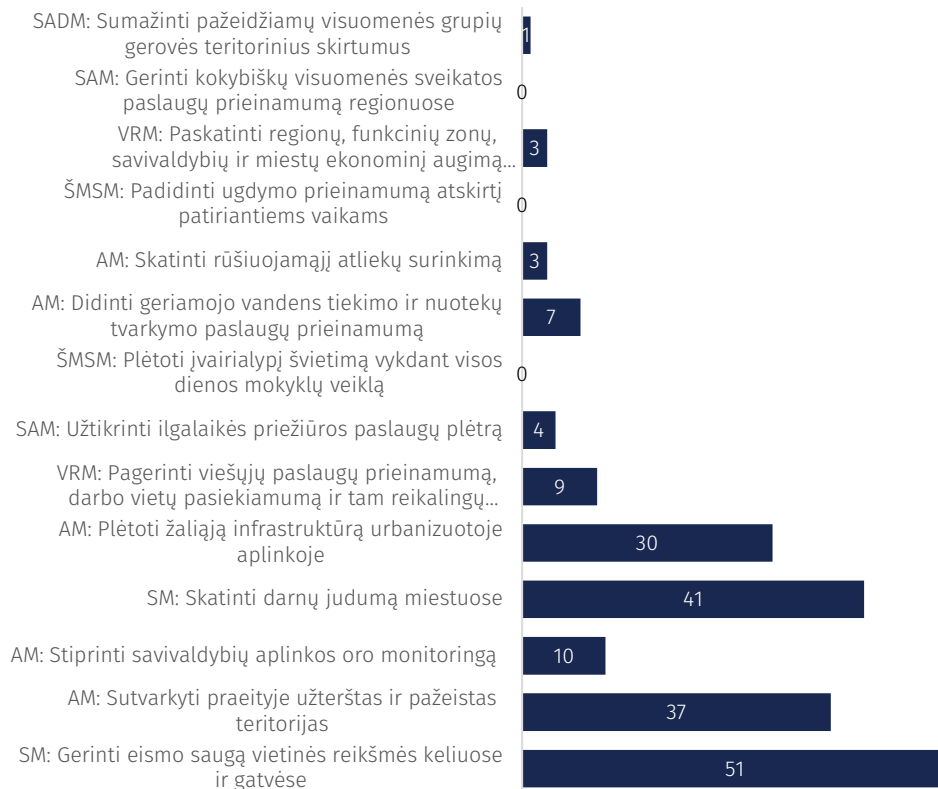 SADM: Sumažinti pažeidžiamų visuomenės grupių
gerovės teritorinius skirtumus
1
SAM: Gerinti kokybiškų visuomenės sveikatos
paslaugų prieinamumą regionuose
0
VRM: Paskatinti regionų, funkcinių zonų,
savivaldybių ir miestų ekonominį augimą...
3
ŠMSM: Padidinti ugdymo prieinamumą atskirtį
patiriantiems vaikams
0
AM: Skatinti rūšiuojamąjį atliekų surinkimą
3
AM: Didinti geriamojo vandens tiekimo ir nuotekų
tvarkymo paslaugų prieinamumą
7
ŠMSM: Plėtoti įvairialypį švietimą vykdant visos
dienos mokyklų veiklą
0
SAM: Užtikrinti ilgalaikės priežiūros paslaugų plėtrą
4
VRM: Pagerinti viešųjų paslaugų prieinamumą,
darbo vietų pasiekiamumą ir tam reikalingų...
9
AM: Plėtoti žaliąją infrastruktūrą urbanizuotoje
aplinkoje
30
SM: Skatinti darnų judumą miestuose
41
AM: Stiprinti savivaldybių aplinkos oro monitoringą
10
AM: Sutvarkyti praeityje užterštas ir pažeistas
teritorijas
37
SM: Gerinti eismo saugą vietinės reikšmės keliuose
ir gatvėse
51